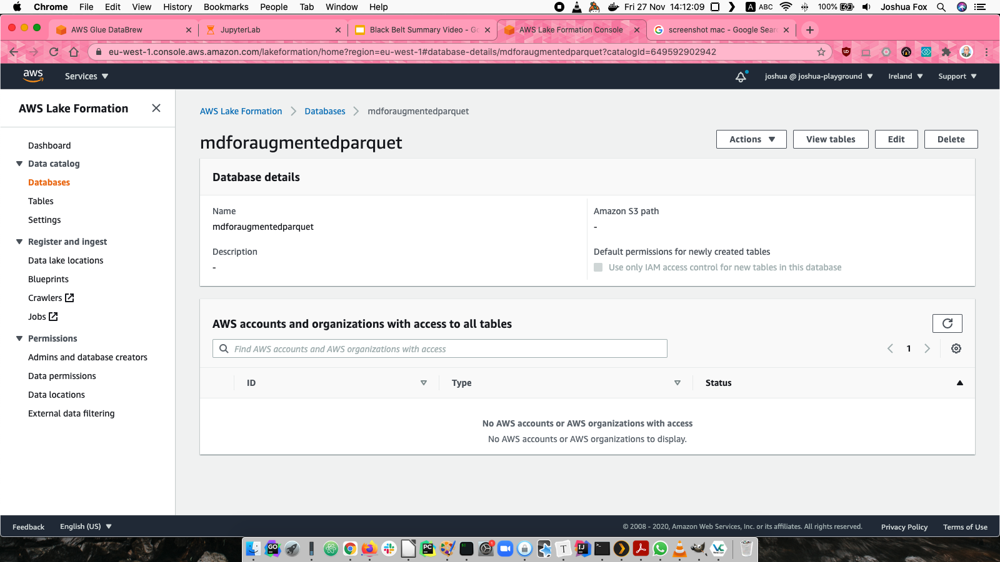 Chrome File Edit View History Bookmarks People Tab Window Help A ABC 100% Fri 27 Nov 14:12:09 Joshua Fox
AWS Glue DataBrew
JupyterLab
Black Belt Summary Video - Go
AWS Lake Formation Console
screenshot mac - Google Sear
eu-west-1.console.aws.amazon.com/lakeformation/home?region=eu-west-1#database-details/mdforaugmentedparquet?catalogId=649592902942
aws Services joshua @ joshua-playground Ireland Support
AWS Lake Formation
Dashboard
Data catalog
Databases
Tables
Settings
Register and ingest
Data lake locations
Blueprints
Crawlers
Jobs
Permissions
Admins and database creators
Data permissions
Data locations
External data filtering
AWS Lake Formation Databases mdforaugmentedparquet
mdforaugmentedparquet
Actions View tables Edit Delete
Database details
Name
mdforaugmentedparquet
Description
-
Amazon S3 path
-
Default permissions for newly created tables
Use only IAM access control for new tables in this database
AWS accounts and organizations with access to all tables
Find AWS accounts and AWS organizations with access
1
ID Type Status
No AWS accounts or AWS organizations with access
No AWS accounts or AWS organizations to display.
Feedback English (US) © 2008 - 2020, Amazon Web Services, Inc. or its affiliates. All rights reserved. Privacy Policy Terms of Use
GO PC T IJ VC